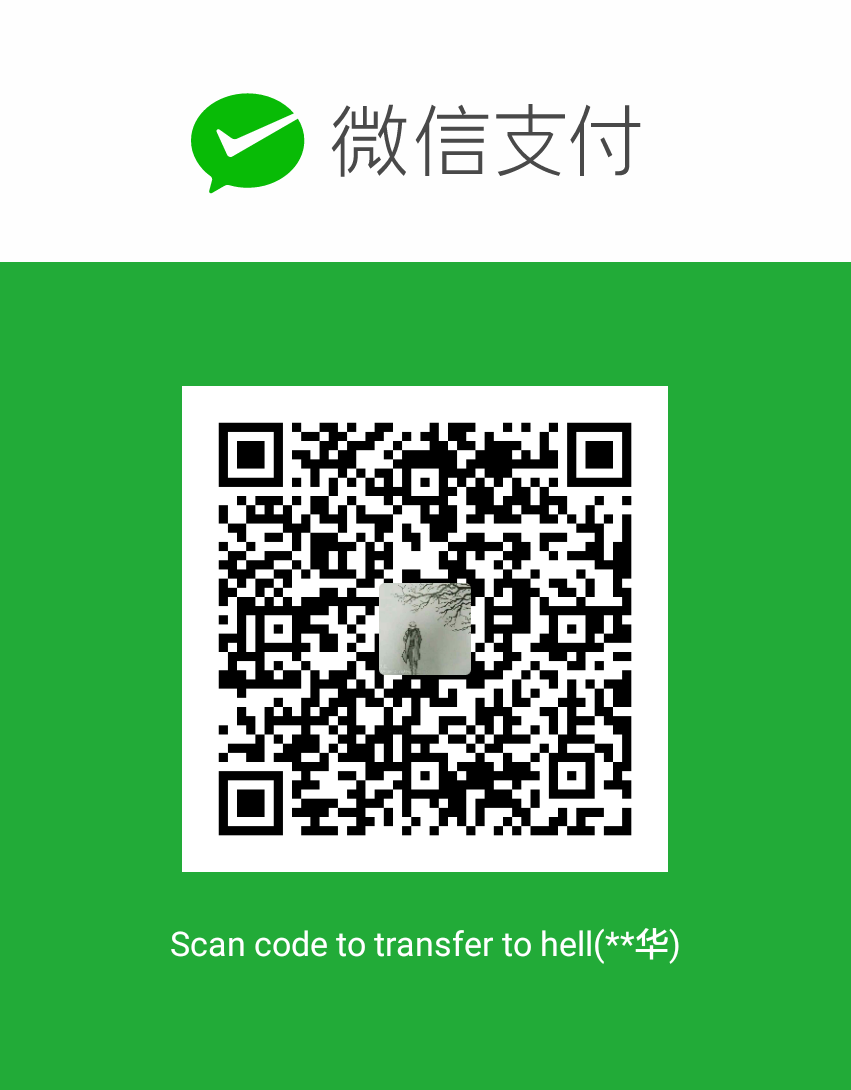 微信支付
Scan code to transfer to hell(**华)